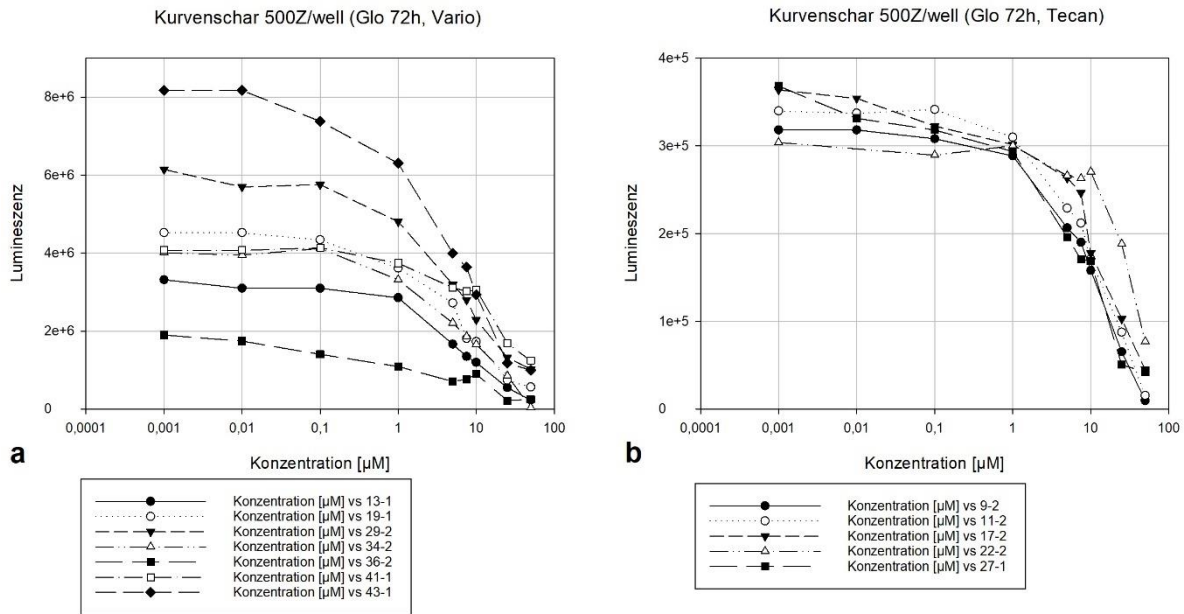 Kurvenschar 500Z/well (Glo 72h, Vario)
Lumineszenz
8e+6
6e+6
4e+6
2e+6
0
0,0001 0,001 0,01 0,1 1 10 100
Konzentration [µM]
a
Konzentration [µM] vs 13-1
Konzentration [µM] vs 19-1
Konzentration [µM] vs 29-2
Konzentration [µM] vs 34-2
Konzentration [µM] vs 36-2
Konzentration [µM] vs 41-1
Konzentration [µM] vs 43-1
Kurvenschar 500Z/well (Glo 72h, Tecan)
Lumineszenz
4e+5
3e+5
2e+5
1e+5
0
0,0001 0,001 0,01 0,1 1 10 100
Konzentration [µM]
b
Konzentration [µM] vs 9-2
Konzentration [µM] vs 11-2
Konzentration [µM] vs 17-2
Konzentration [µM] vs 22-2
Konzentration [µM] vs 27-1